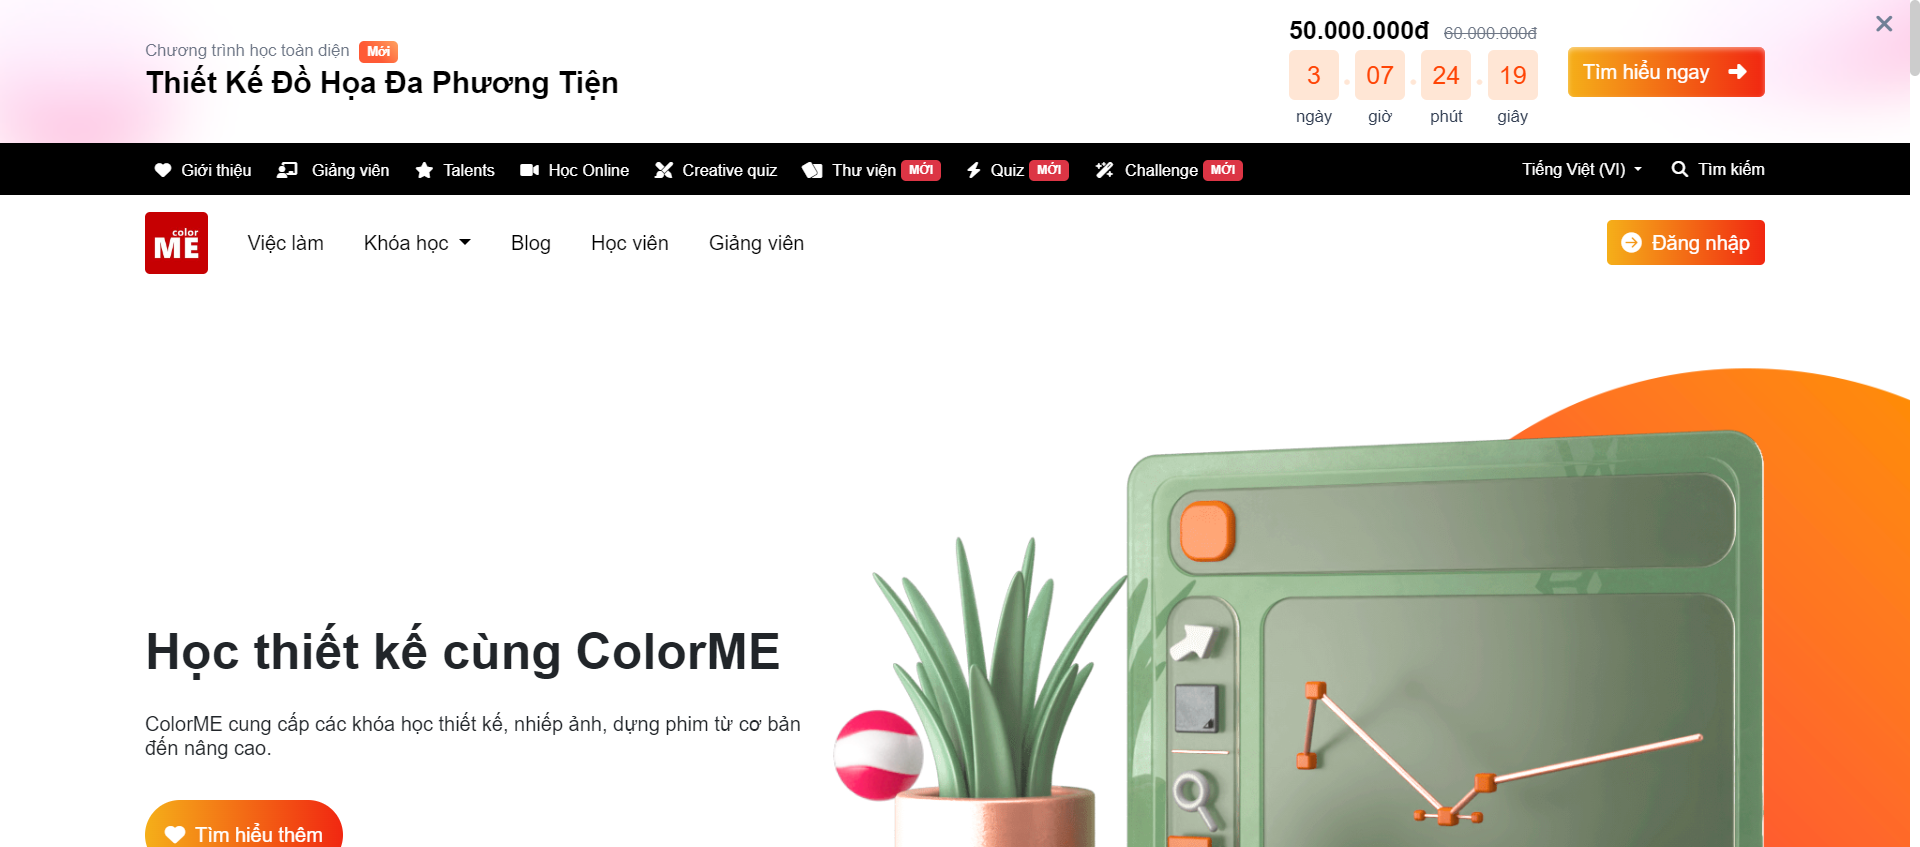 Chương trình học toàn diện Mới
Thiết Kế Đồ Họa Đa Phương Tiện
50.000.000đ 60.000.000đ
3 07 24 19
ngày giờ phút giây
Tìm hiểu ngay
Giới thiệu Giảng viên Talents Học Online Creative quiz Thư viện MỚI Quiz MỚI Challenge MỚI Tiếng Việt (VI) Tìm kiếm
color
ME
Việc làm Khóa học Blog Học viên Giảng viên Đăng nhập
Học thiết kế cùng ColorME
ColorME cung cấp các khóa học thiết kế, nhiếp ảnh, dựng phim từ cơ bản
đến nâng cao.
Tìm hiểu thêm